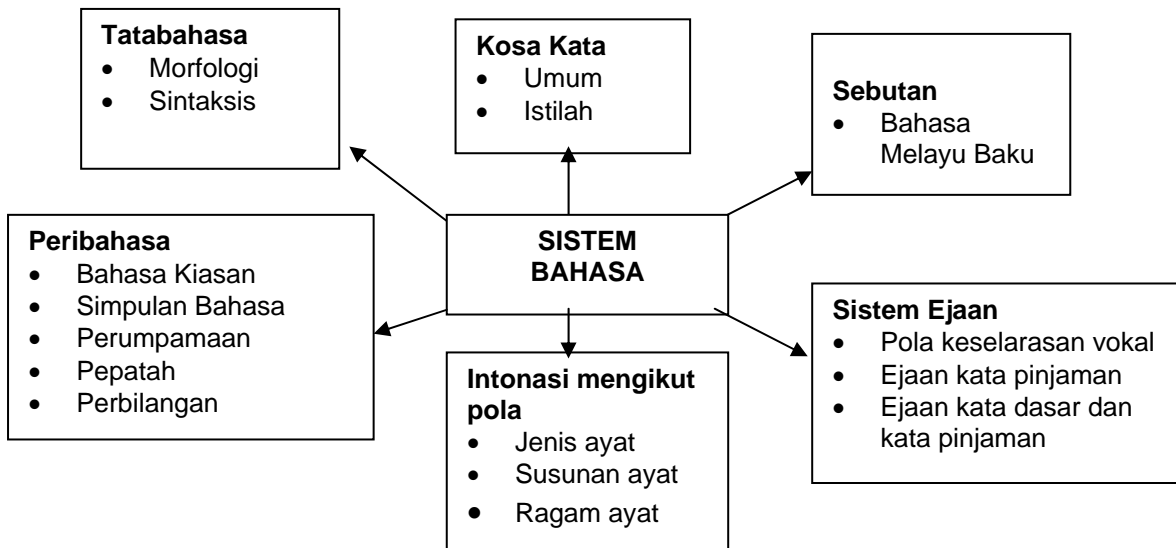 Tatabahasa
• Morfologi
• Sintaksis
Kosa Kata
• Umum
• Istilah
Sebutan
• Bahasa
Melayu Baku
Peribahasa
• Bahasa Kiasan
• Simpulan Bahasa
• Perumpamaan
• Pepatah
• Perbilangan
SISTEM
BAHASA
Intonasi mengikut
pola
• Jenis ayat
• Susunan ayat
• Ragam ayat
Sistem Ejaan
• Pola keselarasan vokal
• Ejaan kata pinjaman
• Ejaan kata dasar dan
kata pinjaman